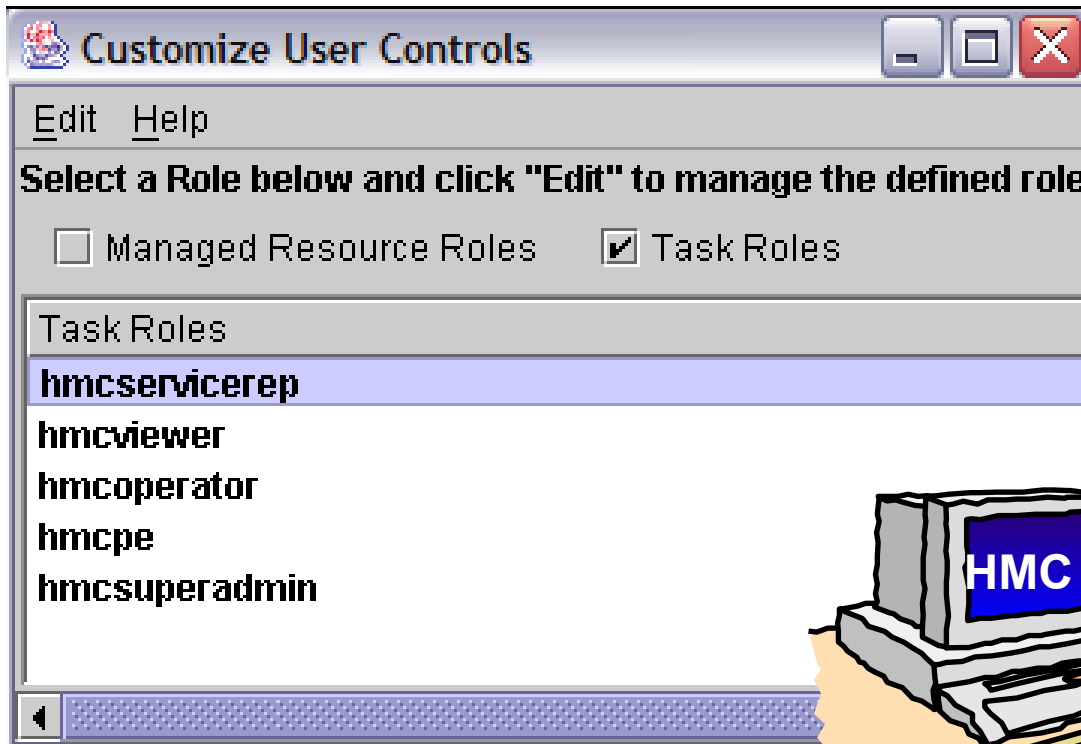 Customize User Controls
Edit Help
Select a Role below and click "Edit" to manage the defined role
Managed Resource Roles Task Roles
Task Roles
hmcservicerep
hmcviewer
hmcoperator
hmcpe
hmcsuperadmin
HMC